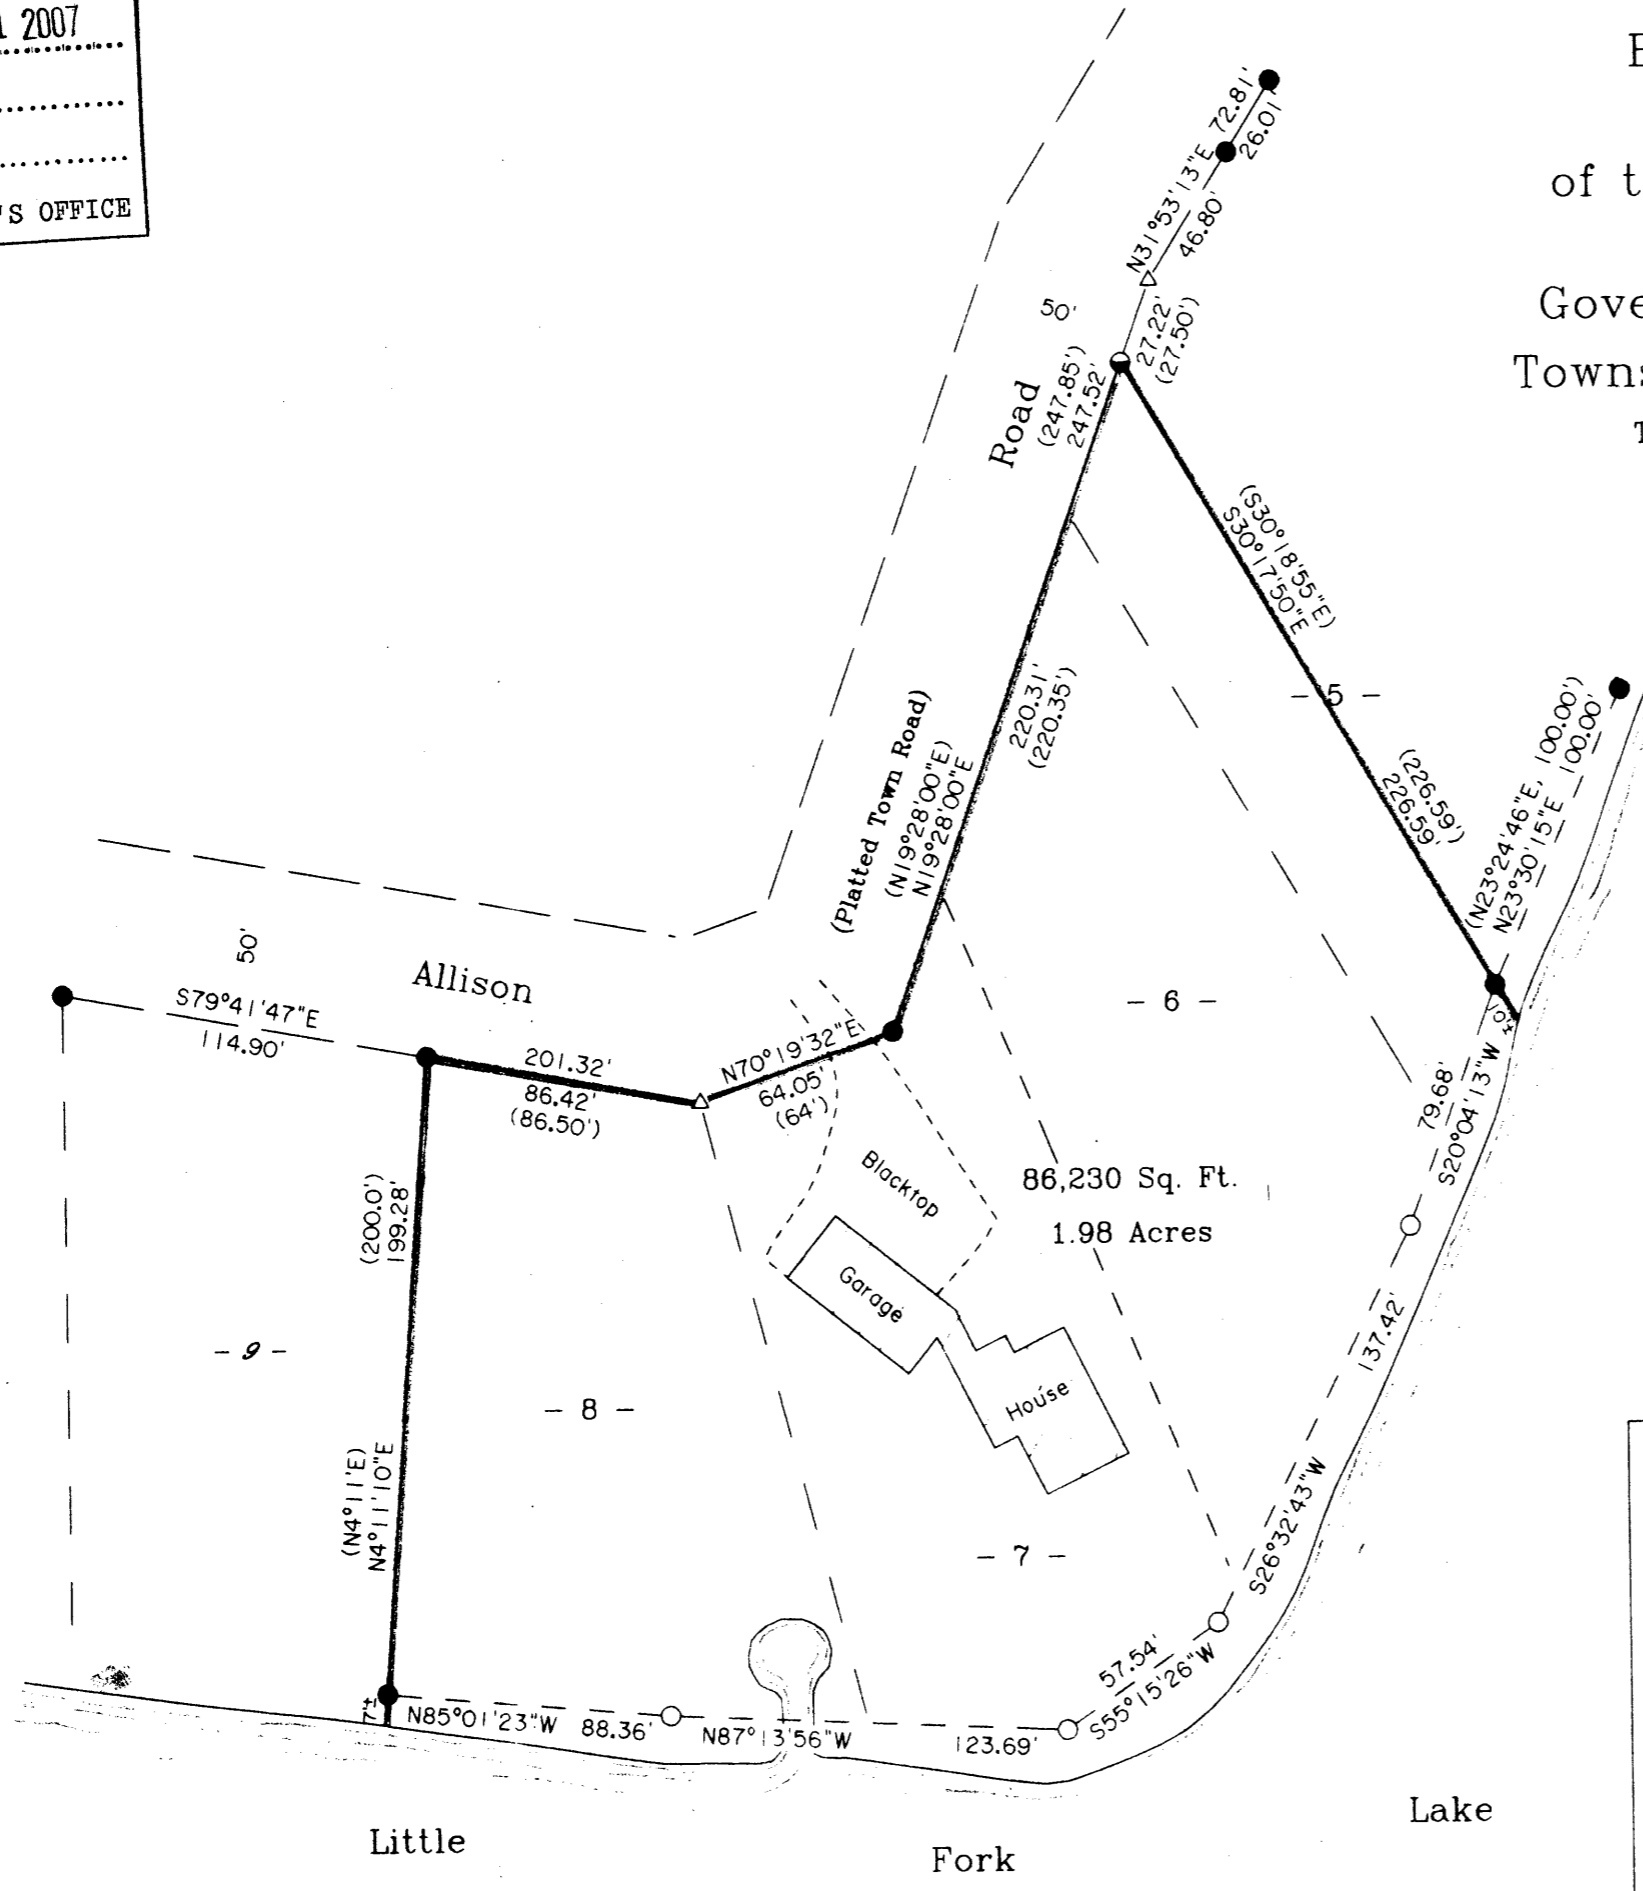 2007
'S OFFICE
of t
Gove
Towns
72.81'
26.01'
N31°53'13"E
46.80'
50'
27.22'
(27.50')
Road
(247.85')
247.52'
(S30°18'55"E)
S30°17'50"E
- 5 -
220.31'
(220.35')
(Platted Town Road)
(N19°28'00"E)
N19°28'00"E
(226.59')
226.59'
(N23°24'46"E, 100.00')
N23°30'15"E 100.00'
50'
Allison
S79°41'47"E
114.90'
201.32'
86.42'
(86.50')
N70°19'32"E
64.05'
(64')
- 6 -
10'±
79.68'
S20°04'13"W
Blacktop
86,230 Sq. Ft.
1.98 Acres
(200.0')
199.28'
Garage
137.42'
- 9 -
- 8 -
House
(N4°11'E)
N4°11'10"E
S26°32'43"W
- 7 -
57.54'
S55°15'26"W
7'±
N85°01'23"W 88.36'
N87°13'56"W
123.69'
Lake
Little
Fork